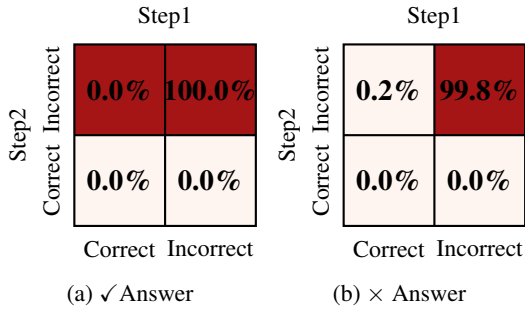 Step1
Step2
Incorrect
Correct
0.0% 100.0%
0.0% 0.0%
Correct Incorrect
(a) ✓Answer
Step1
Step2
Incorrect
Correct
0.2% 99.8%
0.0% 0.0%
Correct Incorrect
(b) × Answer